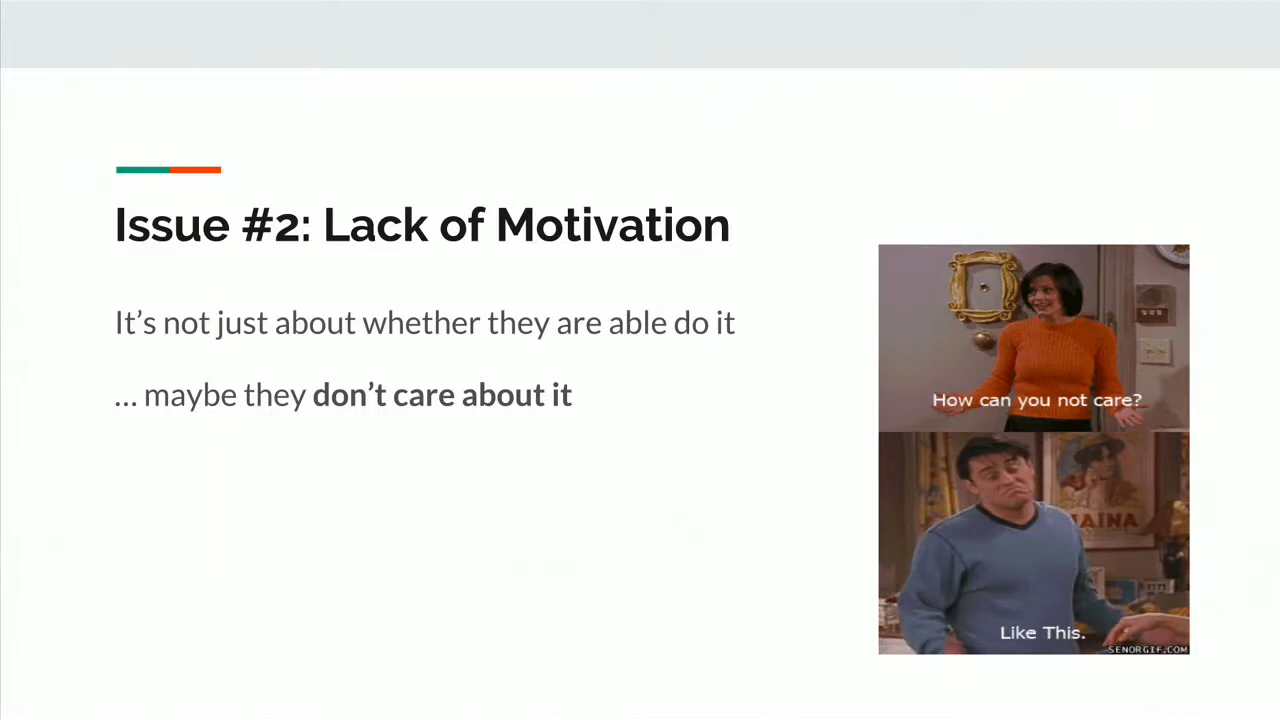 Issue #2: Lack of Motivation
It's not just about whether they are able do it
... maybe they don't care about it
How can you not care?
MAINA
Like This.
SENORGIF.COM